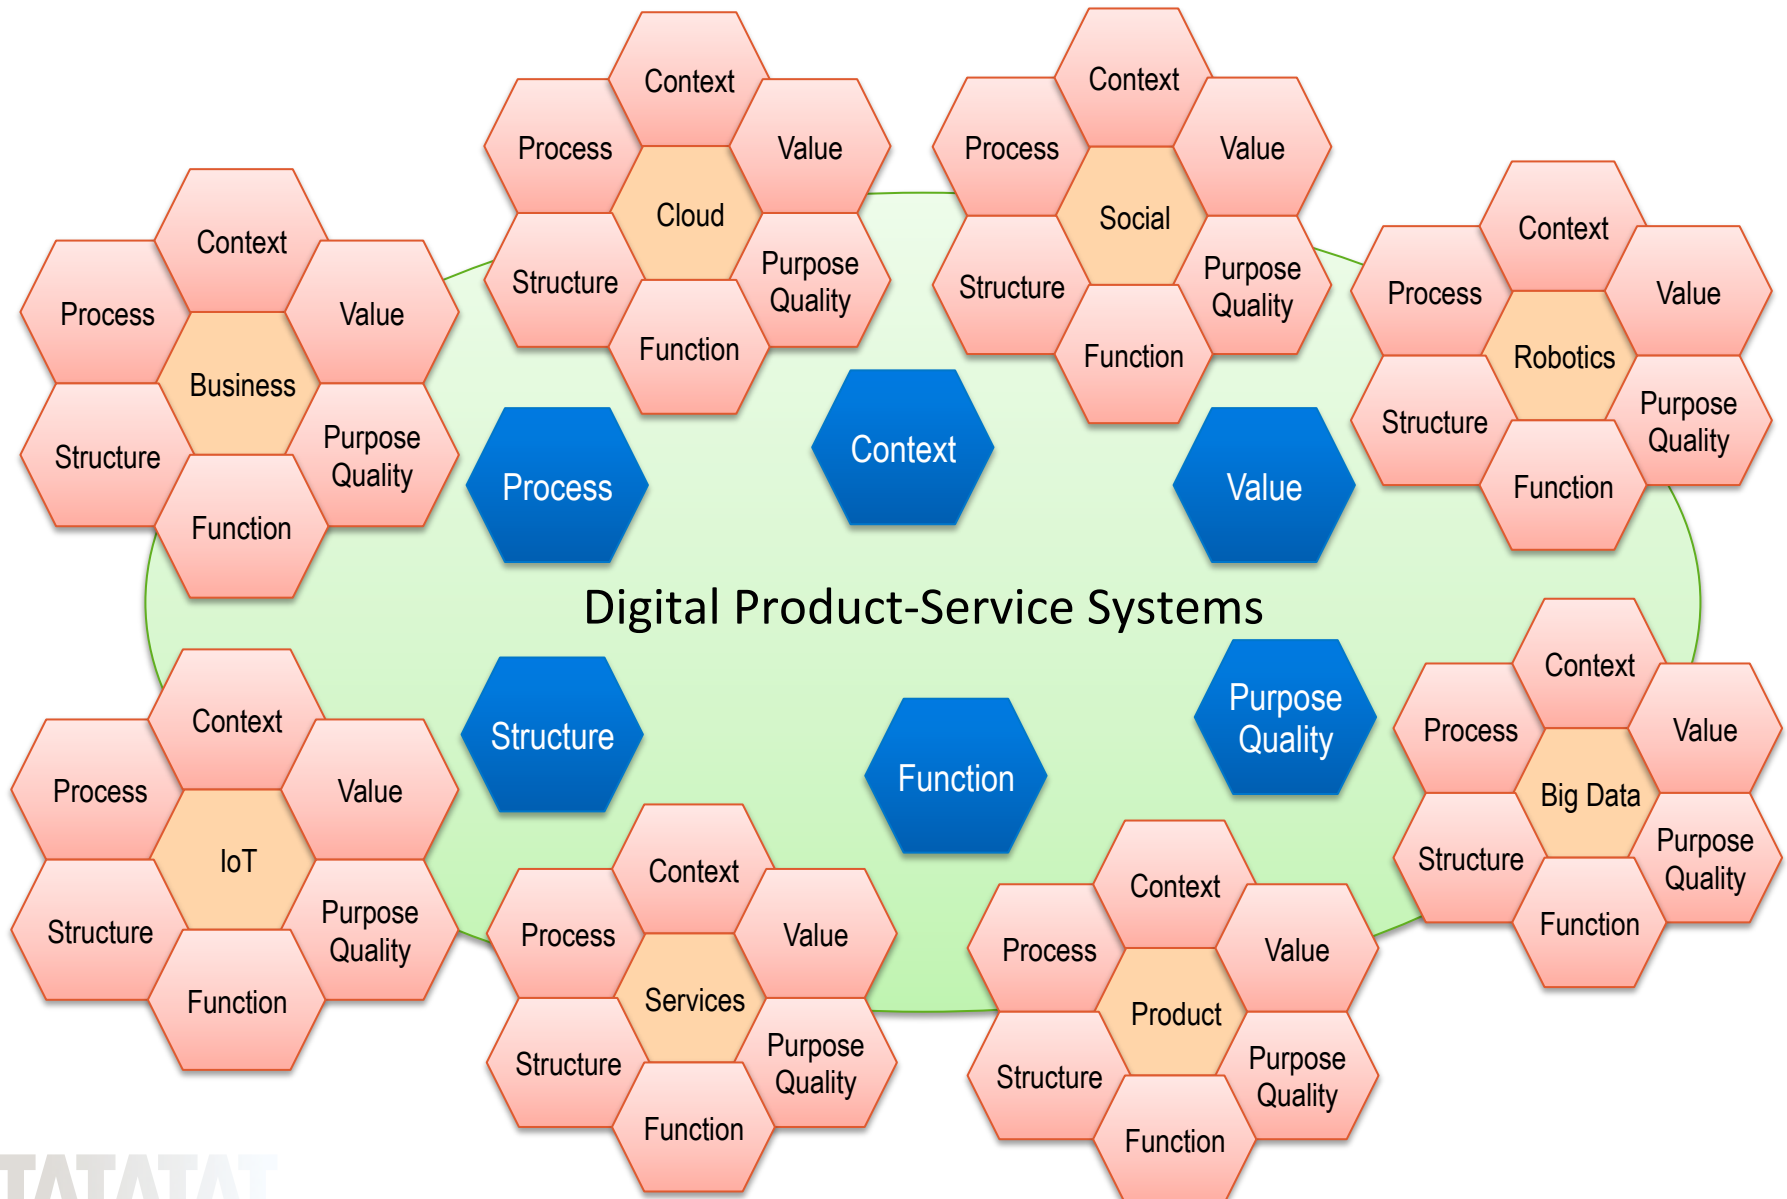 Context
Process
Value
Cloud
Structure
Purpose
Quality
Function
Context
Process
Value
Social
Structure
Purpose
Quality
Function
Context
Process
Value
Business
Structure
Purpose
Quality
Function
Context
Process
Value
Robotics
Structure
Purpose
Quality
Function
Process
Context
Value
Digital Product-Service Systems
Structure
Function
Purpose
Quality
Context
Process
Value
IoT
Structure
Purpose
Quality
Function
Context
Process
Value
Services
Structure
Purpose
Quality
Function
Context
Process
Value
Product
Structure
Purpose
Quality
Function
Context
Process
Value
Big Data
Structure
Purpose
Quality
Function
TATATAT